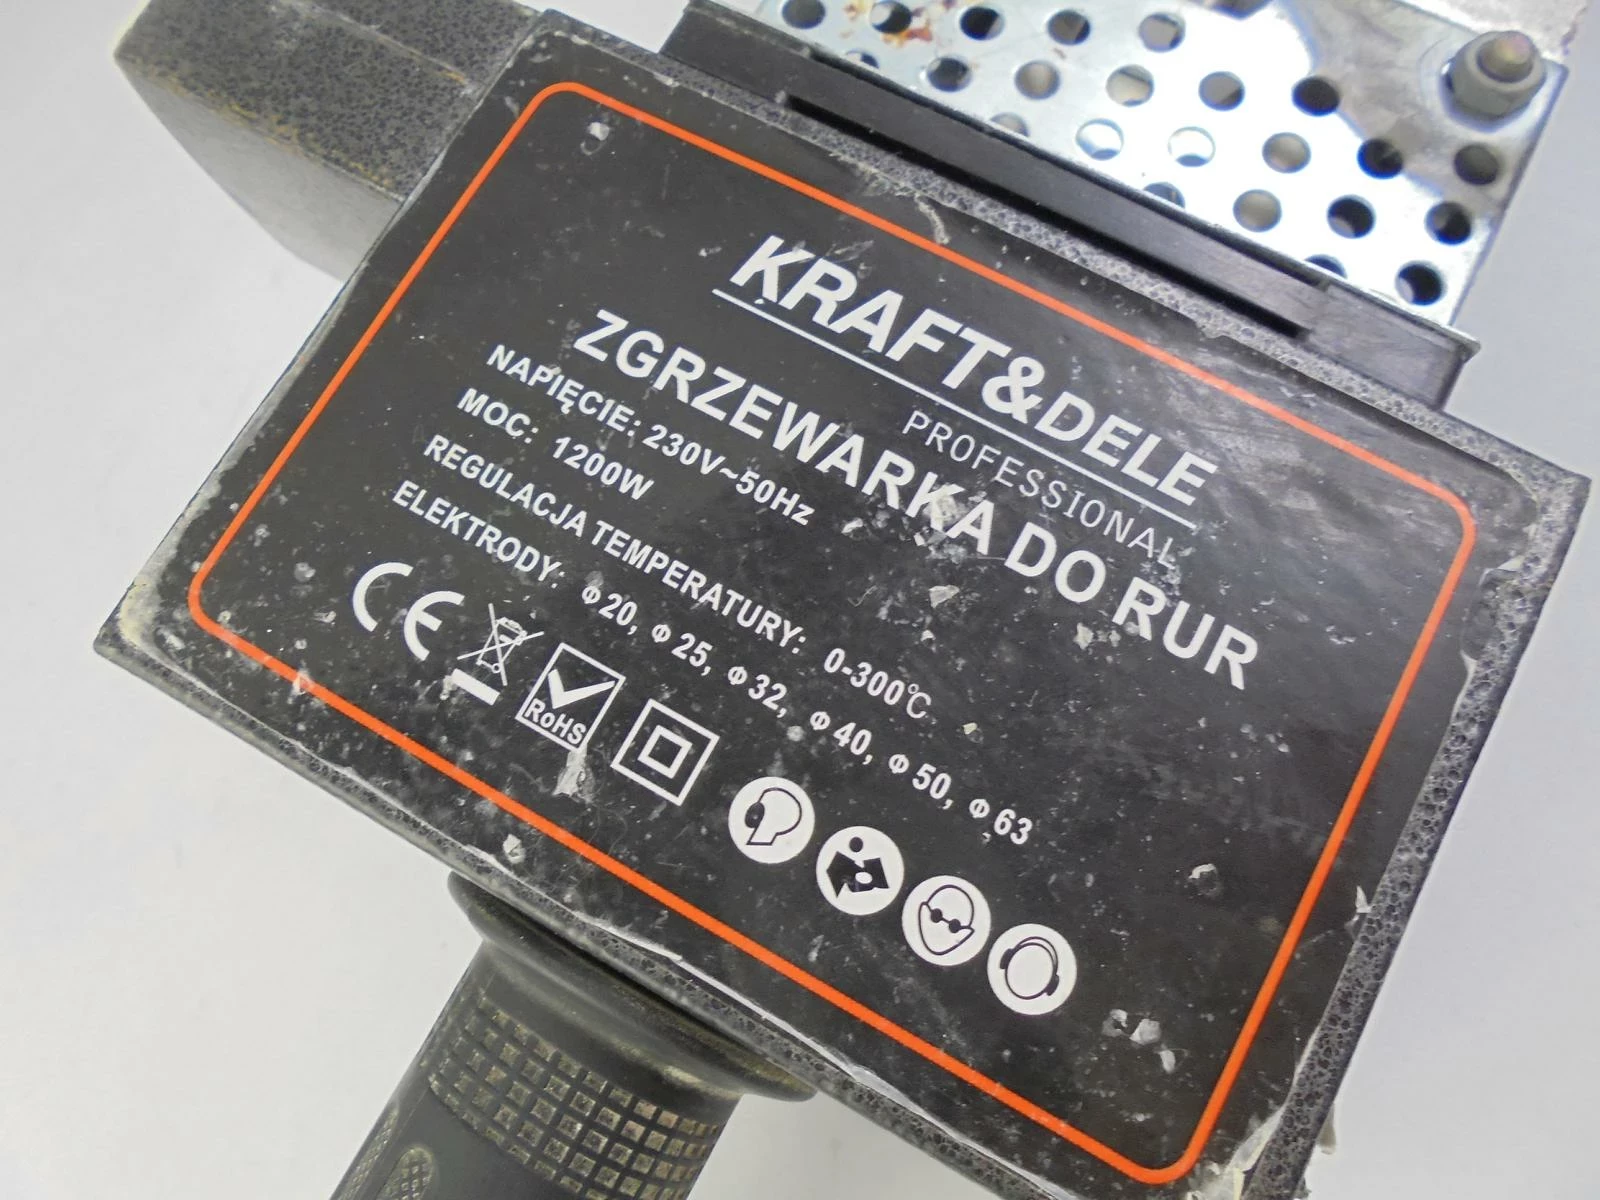 KRAFT&DELE
PROFESSIONAL
ZGRZEWARKA DO RUR
NAPIĘCIE: 230V~50Hz
MOC: 1200W
REGULACJA TEMPERATURY: 0-300℃
ELEKTRODY: Φ20, Φ25, Φ32, Φ40, Φ50, Φ63
CE
RoHS